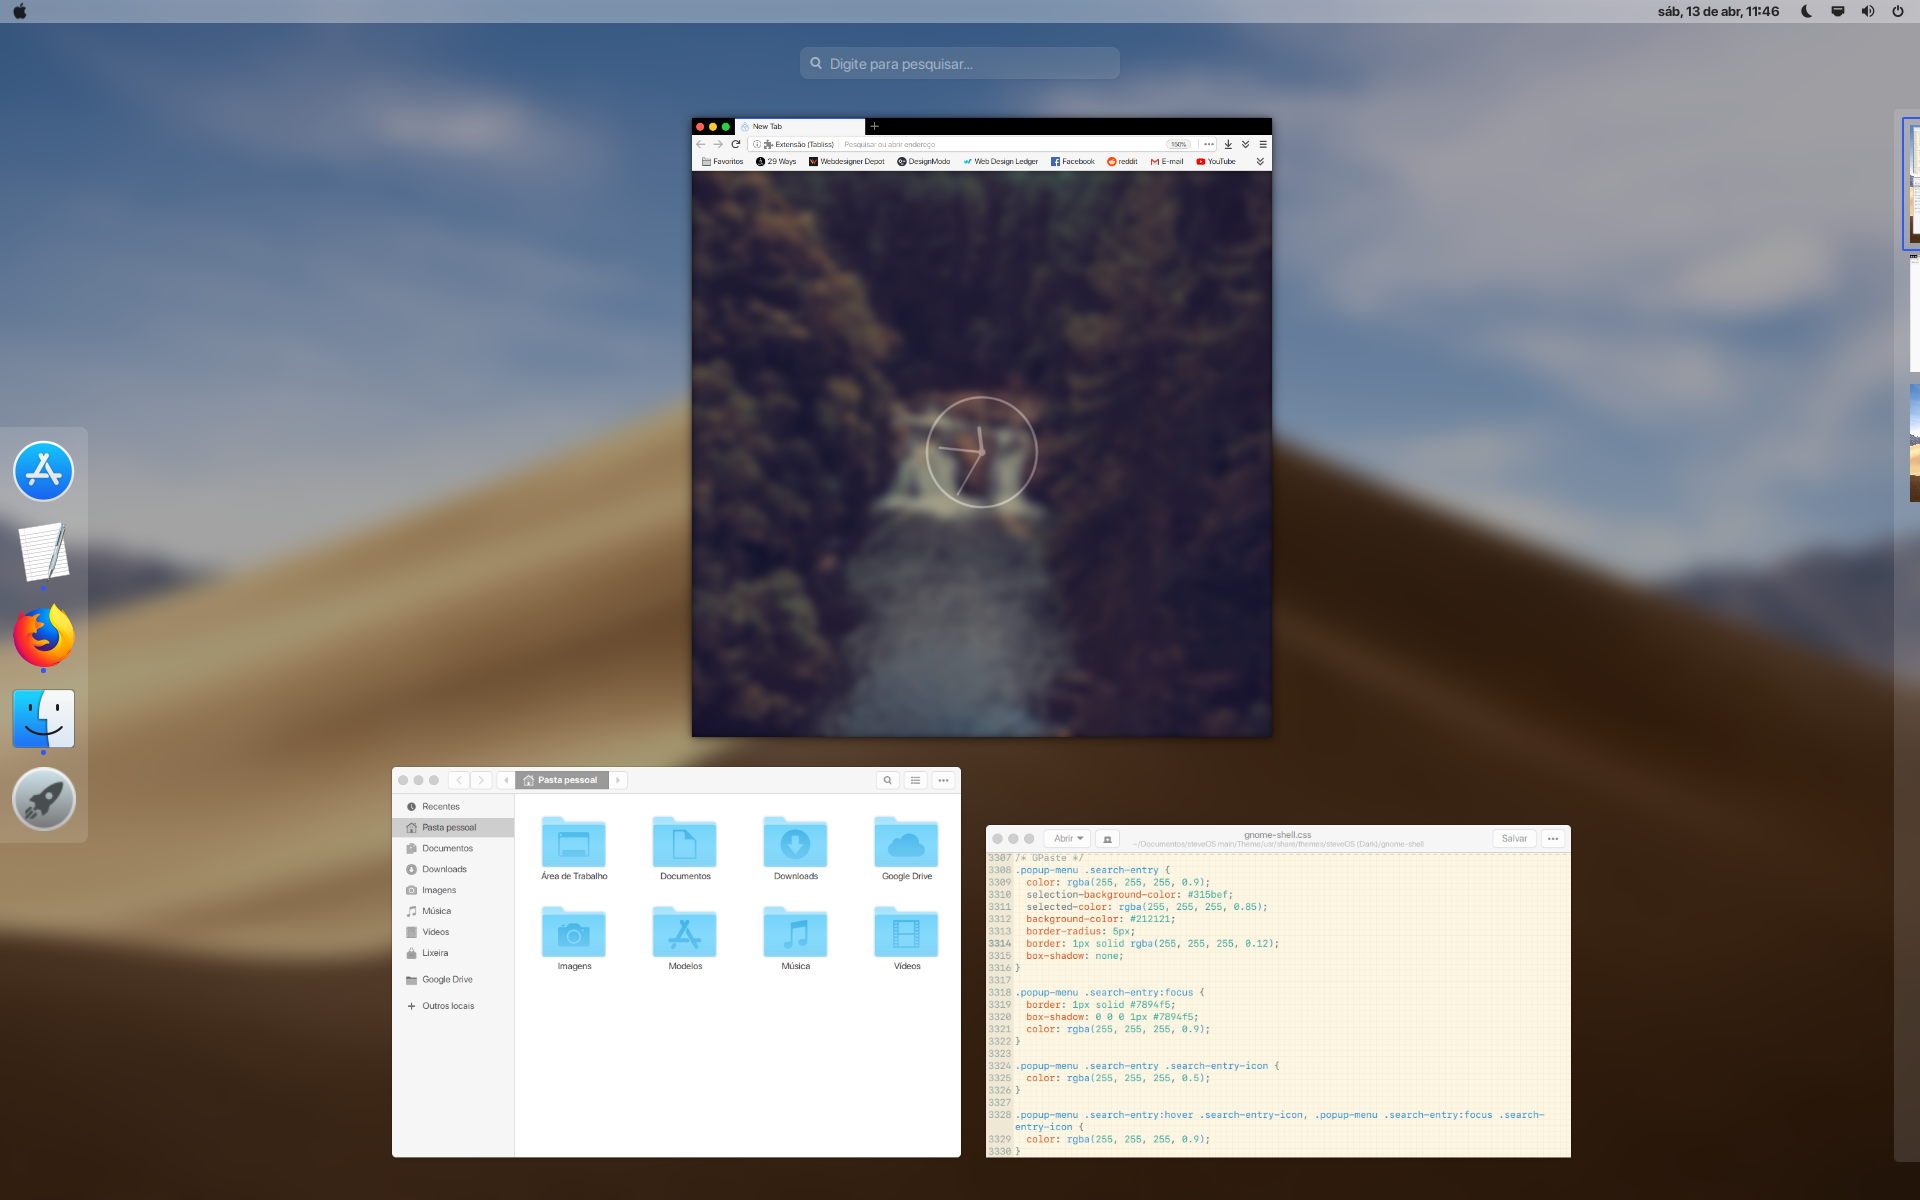 sáb, 13 de abr, 11:46
Digite para pesquisar...
New Tab
Extensão (Tabliss) Pesquisar ou abrir endereço 150%
Favoritos 29 Ways Webdesigner Depot DesignModo Web Design Ledger Facebook reddit E-mail YouTube
Pasta pessoal
Recentes
Pasta pessoal
Documentos
Downloads
Imagens
Música
Vídeos
Lixeira
Google Drive
Outros locais
Área de Trabalho Documentos Downloads Google Drive
Imagens Modelos Música Vídeos
Abrir gnome-shell.css Salvar
~/Documentos/steveOS main/Theme/usr/share/themes/steveOS (Dark)/gnome-shell
3307 /* GPaste */
3308 .popup-menu .search-entry {
3309 color: rgba(255, 255, 255, 0.9);
3310 selection-background-color: #315bef;
3311 selected-color: rgba(255, 255, 255, 0.85);
3312 background-color: #212121;
3313 border-radius: 5px;
3314 border: 1px solid rgba(255, 255, 255, 0.12);
3315 box-shadow: none;
3316 }
3317
3318 .popup-menu .search-entry:focus {
3319 border: 1px solid #7894f5;
3320 box-shadow: 0 0 0 1px #7894f5;
3321 color: rgba(255, 255, 255, 0.9);
3322 }
3323
3324 .popup-menu .search-entry .search-entry-icon {
3325 color: rgba(255, 255, 255, 0.5);
3326 }
3327
3328 .popup-menu .search-entry:hover .search-entry-icon, .popup-menu .search-entry:focus .search-
entry-icon {
3329 color: rgba(255, 255, 255, 0.9);
3330 }